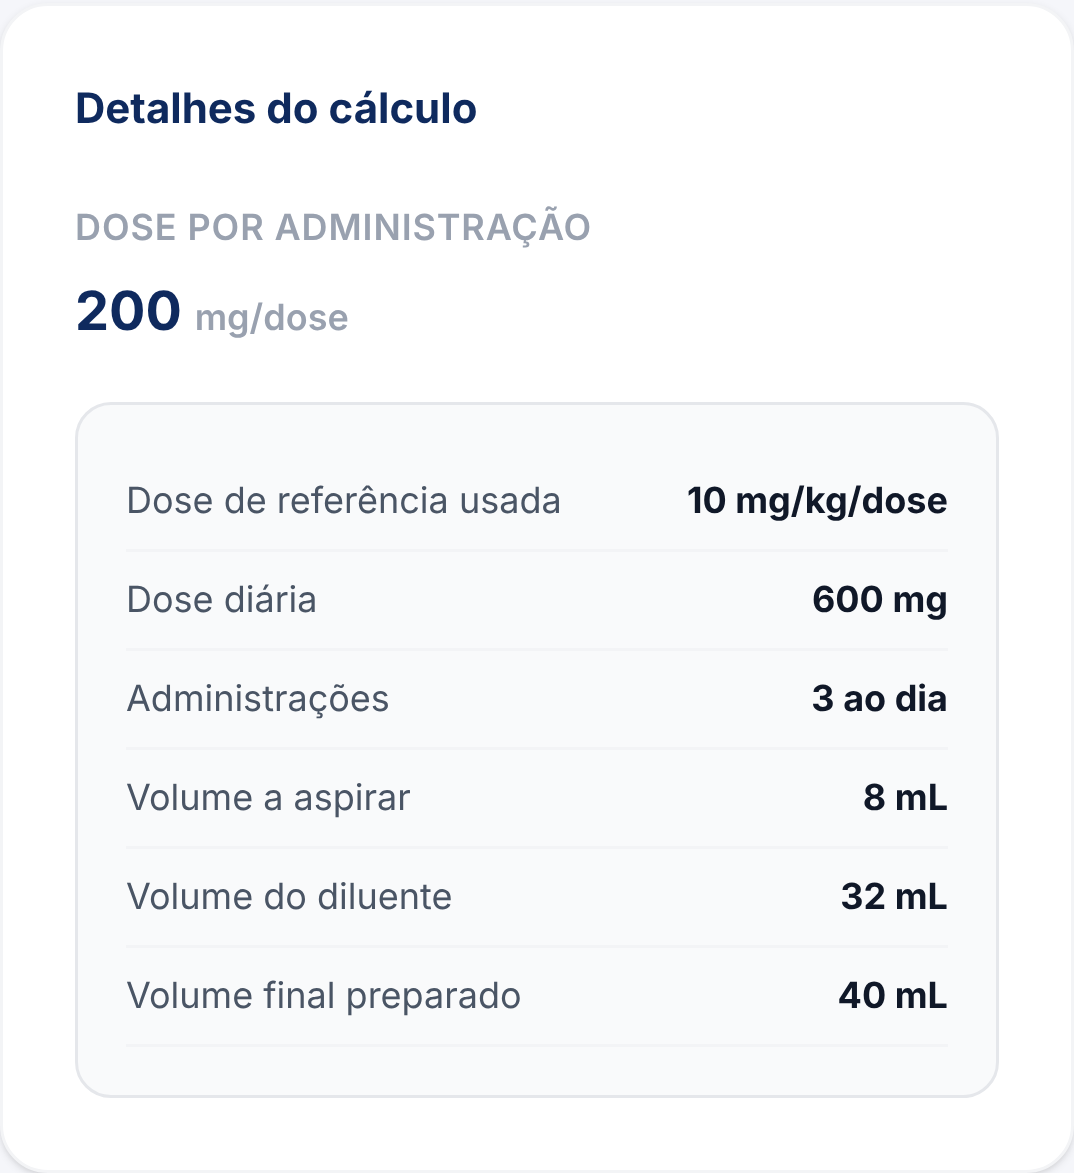 Detalhes do cálculo
DOSE POR ADMINISTRAÇÃO
200 mg/dose
Dose de referência usada 10 mg/kg/dose
Dose diária 600 mg
Administrações 3 ao dia
Volume a aspirar 8 mL
Volume do diluente 32 mL
Volume final preparado 40 mL